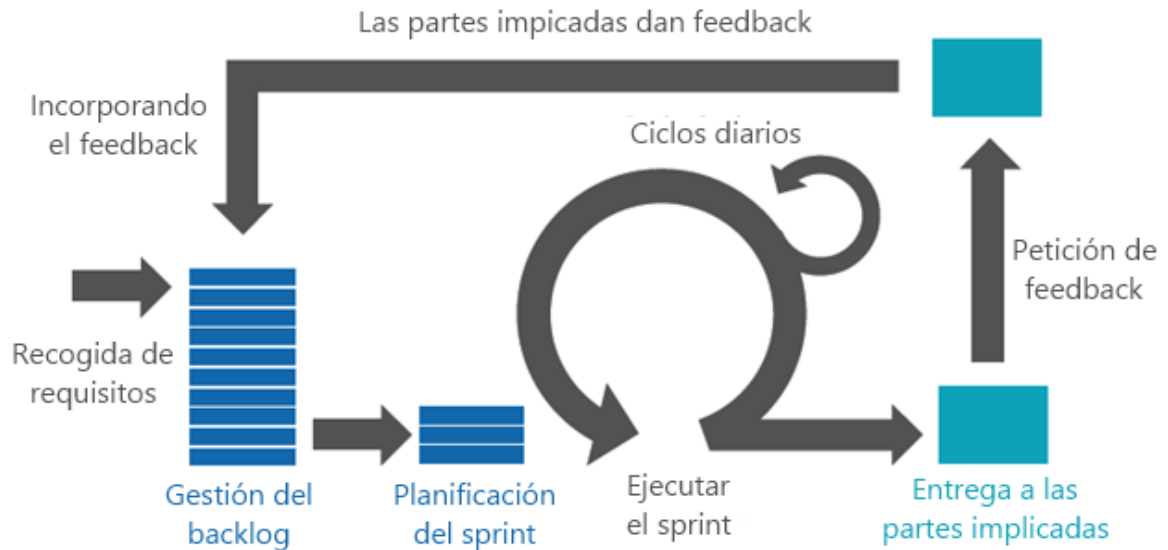 Las partes impicadas dan feedback
Incorporando
el feedback
Ciclos diarios
Petición de
feedback
Recogida de
requisitos
Gestión del
backlog
Planificación
del sprint
Ejecutar
el sprint
Entrega a las
partes implicadas